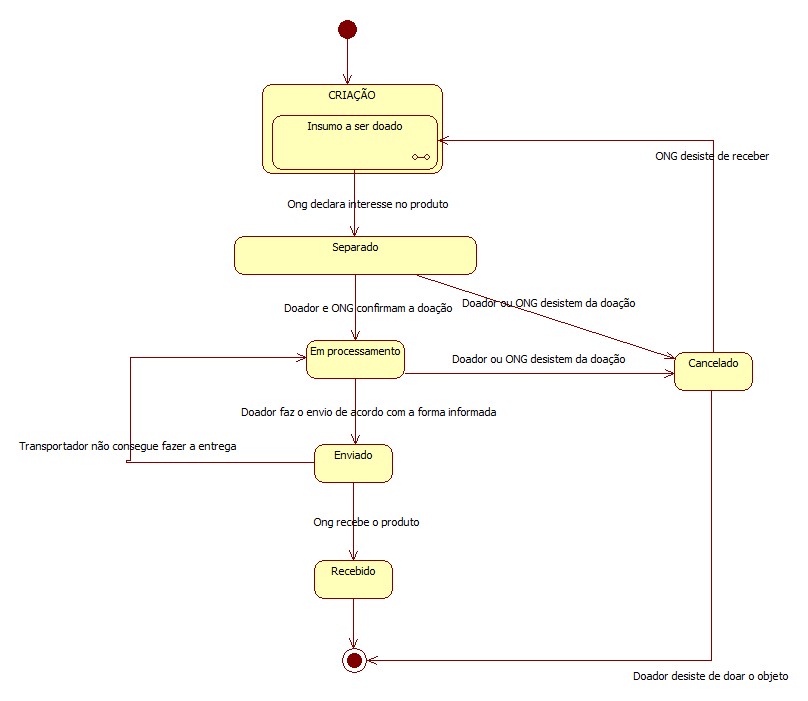 CRIAÇÃO
Insumo a ser doado
ONG desiste de receber
Ong declara interesse no produto
Separado
Doador e ONG confirmam a doação
Doador ou ONG desistem da doação
Em processamento
Doador ou ONG desistem da doação
Cancelado
Doador faz o envio de acordo com a forma informada
Transportador não consegue fazer a entrega
Enviado
Ong recebe o produto
Recebido
Doador desiste de doar o objeto